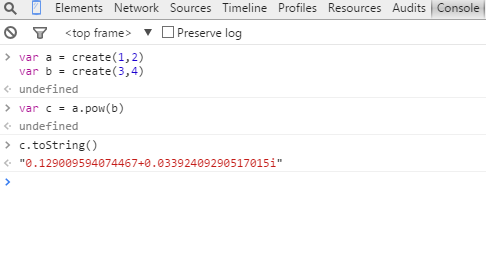 Elements Network Sources Timeline Profiles Resources Audits Console
<top frame> ▼ Preserve log
> var a = create(1,2)
var b = create(3,4)
<· undefined
> var c = a.pow(b)
<· undefined
> c.toString()
<· "0.129009594074467+0.03392409290517015i"
>